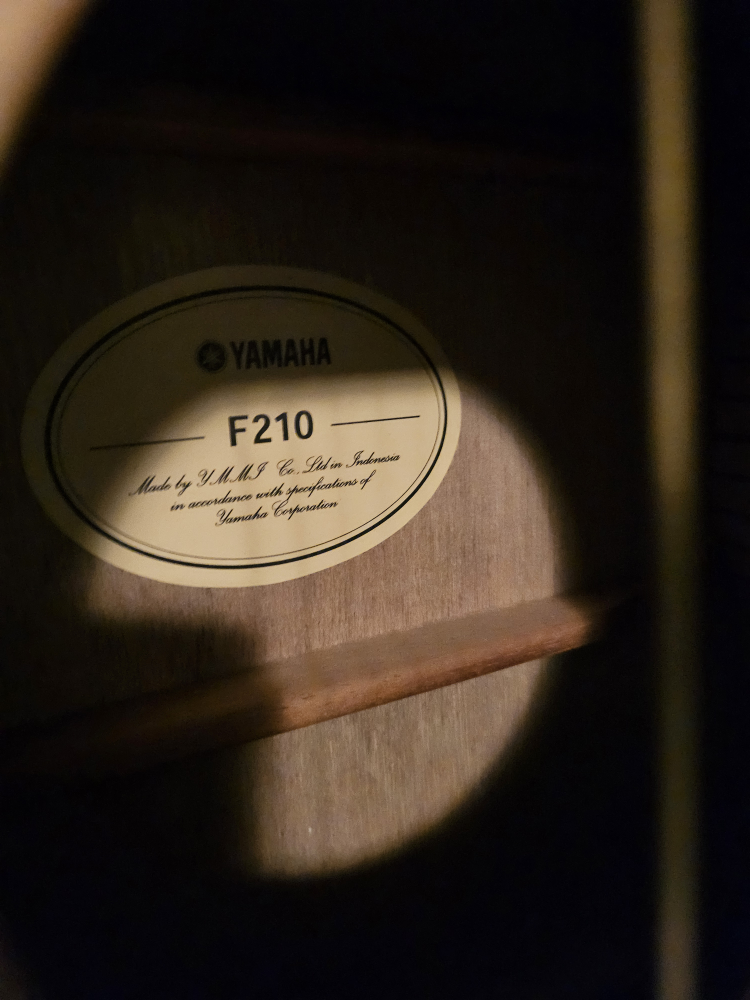 YAMAHA
F210
Made by YMMI Co., Ltd in Indonesia
in accordance with specifications of
Yamaha Corporation